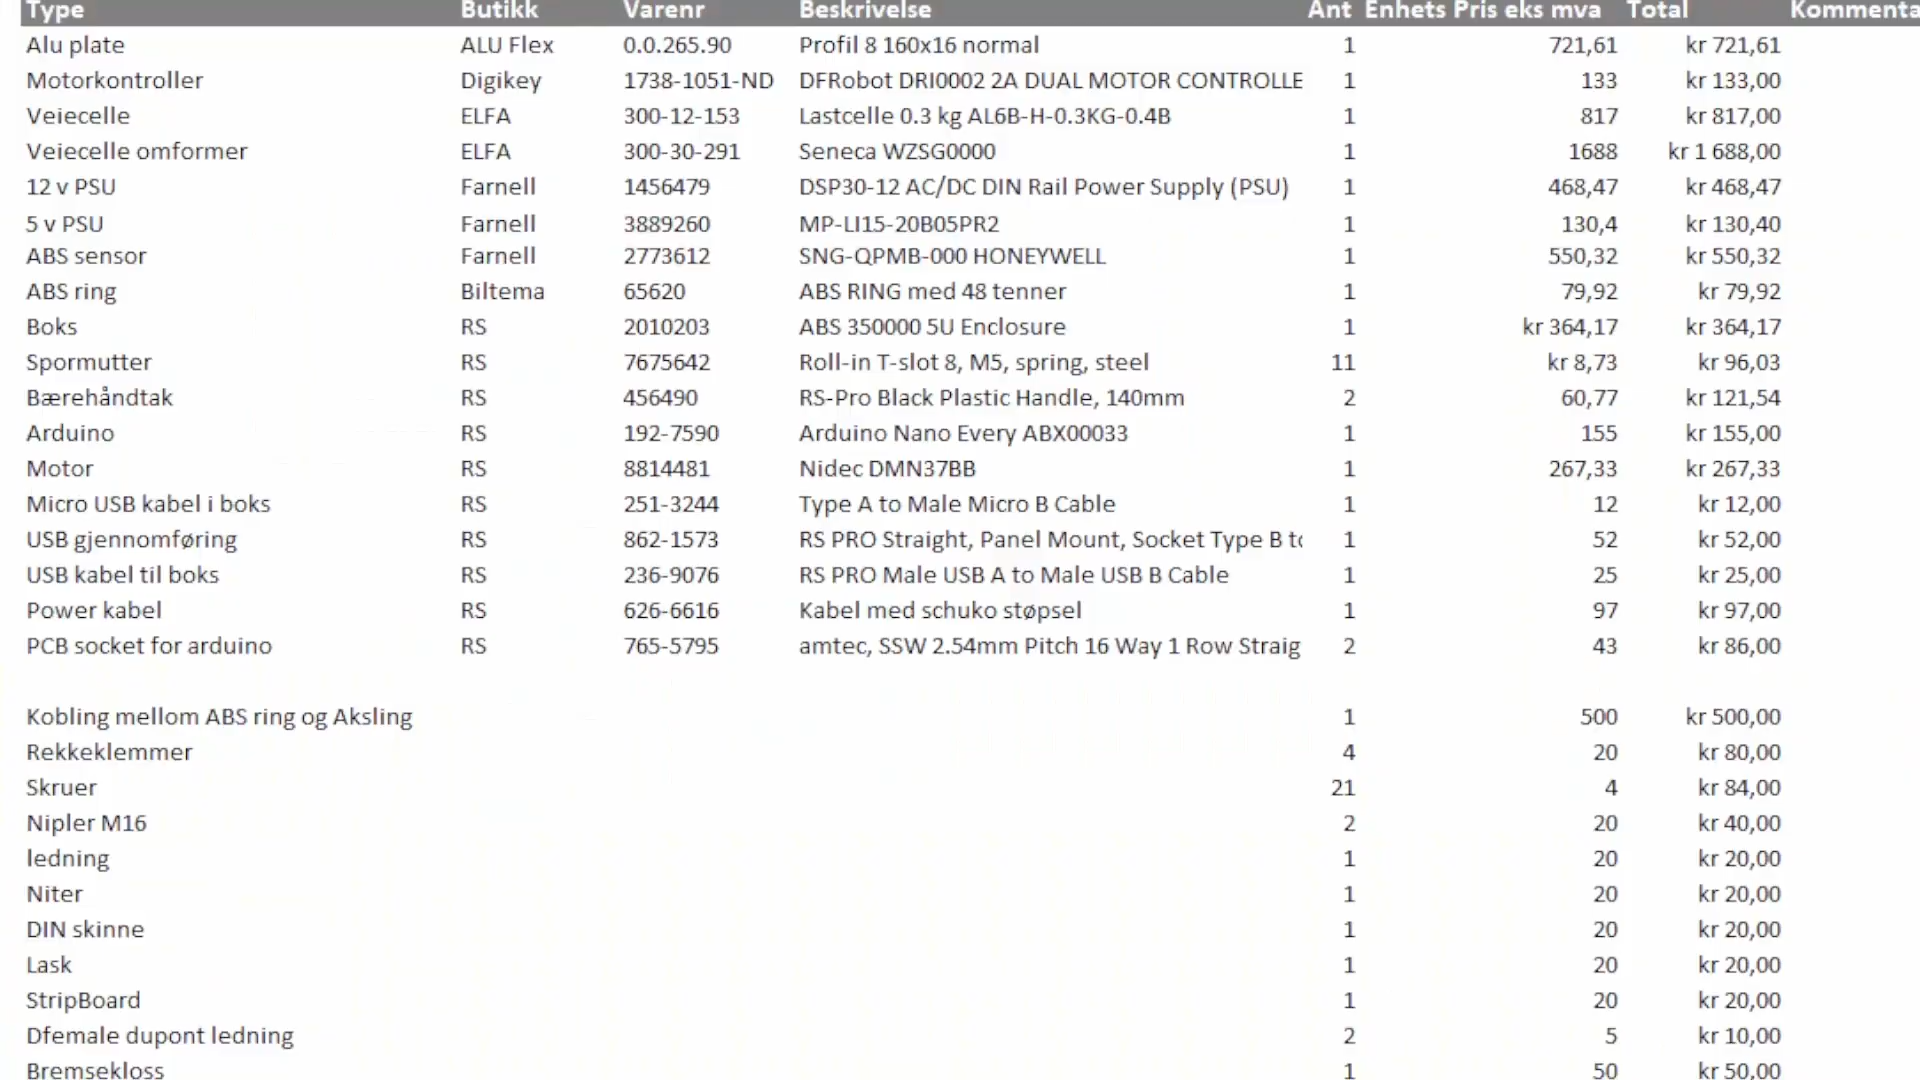 Type Butikk Varenr Beskrivelse Ant Enhets Pris eks mva Total Kommenta
Alu plate ALU Flex 0.0.265.90 Profil 8 160x16 normal 1 721,61 kr 721,61
Motorkontroller Digikey 1738-1051-ND DFRobot DRI0002 2A DUAL MOTOR CONTROLLE 1 133 kr 133,00
Veiecelle ELFA 300-12-153 Lastcelle 0.3 kg AL6B-H-0.3KG-0.4B 1 817 kr 817,00
Veiecelle omformer ELFA 300-30-291 Seneca WZSG0000 1 1688 kr 1 688,00
12 v PSU Farnell 1456479 DSP30-12 AC/DC DIN Rail Power Supply (PSU) 1 468,47 kr 468,47
5 v PSU Farnell 3889260 MP-LI15-20B05PR2 1 130,4 kr 130,40
ABS sensor Farnell 2773612 SNG-QPMB-000 HONEYWELL 1 550,32 kr 550,32
ABS ring Biltema 65620 ABS RING med 48 tenner 1 79,92 kr 79,92
Boks RS 2010203 ABS 350000 5U Enclosure 1 kr 364,17 kr 364,17
Spormutter RS 7675642 Roll-in T-slot 8, M5, spring, steel 11 kr 8,73 kr 96,03
Bærehåndtak RS 456490 RS-Pro Black Plastic Handle, 140mm 2 60,77 kr 121,54
Arduino RS 192-7590 Arduino Nano Every ABX00033 1 155 kr 155,00
Motor RS 8814481 Nidec DMN37BB 1 267,33 kr 267,33
Micro USB kabel i boks RS 251-3244 Type A to Male Micro B Cable 1 12 kr 12,00
USB gjennomføring RS 862-1573 RS PRO Straight, Panel Mount, Socket Type B to 1 52 kr 52,00
USB kabel til boks RS 236-9076 RS PRO Male USB A to Male USB B Cable 1 25 kr 25,00
Power kabel RS 626-6616 Kabel med schuko støpsel 1 97 kr 97,00
PCB socket for arduino RS 765-5795 amtec, SSW 2.54mm Pitch 16 Way 1 Row Straig 2 43 kr 86,00
Kobling mellom ABS ring og Aksling 1 500 kr 500,00
Rekkeklemmer 4 20 kr 80,00
Skruer 21 4 kr 84,00
Nipler M16 2 20 kr 40,00
ledning 1 20 kr 20,00
Niter 1 20 kr 20,00
DIN skinne 1 20 kr 20,00
Lask 1 20 kr 20,00
StripBoard 1 20 kr 20,00
Dfemale dupont ledning 2 5 kr 10,00
Bremsekloss 1 50 kr 50,00